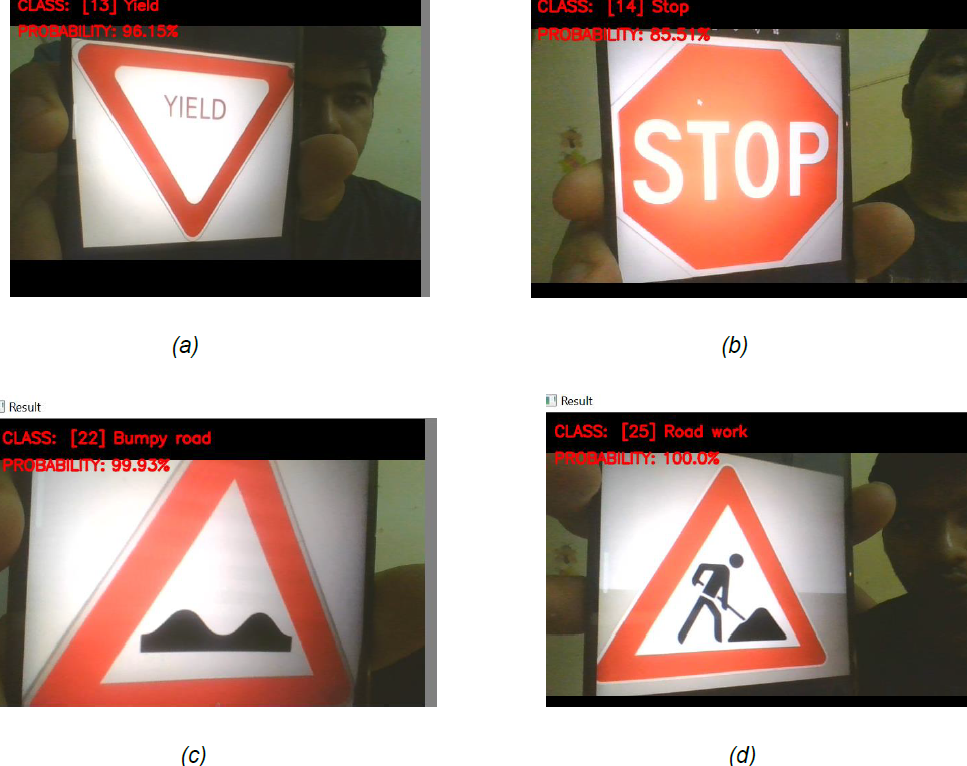 CLASS: [13] Yield
PROBABILITY: 96.15%
YIELD
CLASS: [14] Stop
PROBABILITY: 85.51%
STOP
(a)
(b)
Result
CLASS: [22] Bumpy road
PROBABILITY: 99.93%
Result
CLASS: [25] Road work
PROBABILITY: 100.0%
(c)
(d)